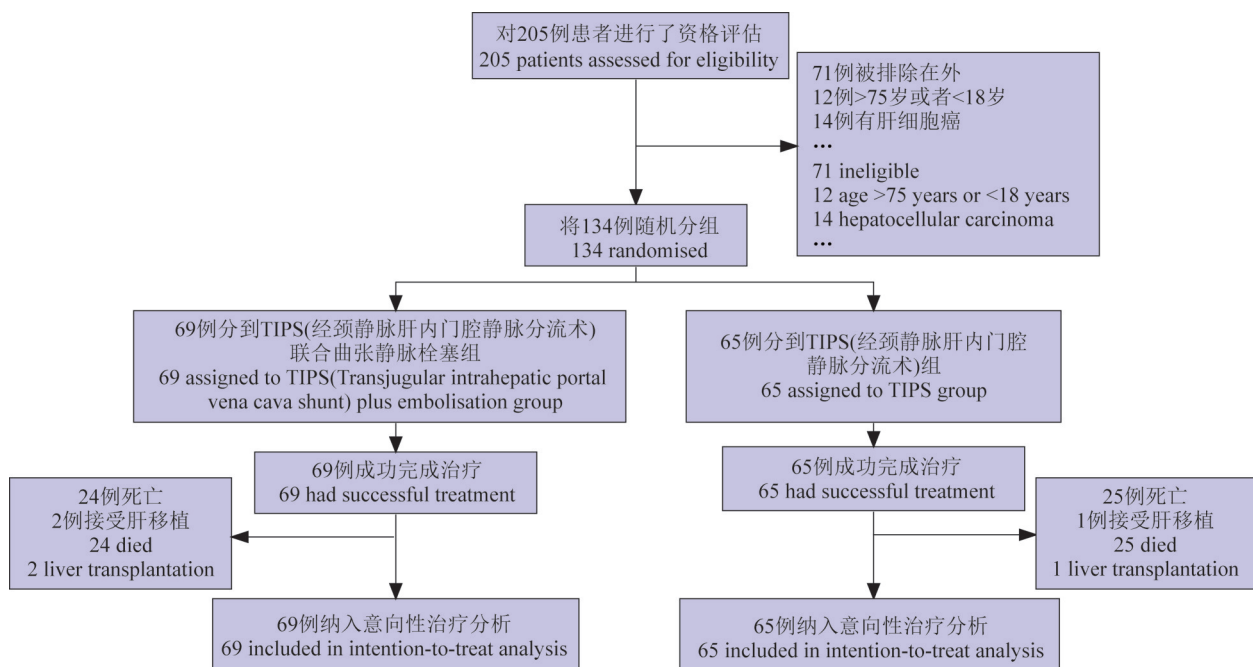 对205例患者进行了资格评估
205 patients assessed for eligibility
71例被排除在外
12例>75岁或者<18岁
14例有肝细胞癌
...
71 ineligible
12 age >75 years or <18 years
14 hepatocellular carcinoma
...
将134例随机分组
134 randomised
69例分到TIPS(经颈静脉肝内门腔静脉分流术)
联合曲张静脉栓塞组
69 assigned to TIPS(Transjugular intrahepatic portal
vena cava shunt) plus embolisation group
65例分到TIPS(经颈静脉肝内门腔
静脉分流术)组
65 assigned to TIPS group
69例成功完成治疗
69 had successful treatment
65例成功完成治疗
65 had successful treatment
24例死亡
2例接受肝移植
24 died
2 liver transplantation
25例死亡
1例接受肝移植
25 died
1 liver transplantation
69例纳入意向性治疗分析
69 included in intention-to-treat analysis
65例纳入意向性治疗分析
65 included in intention-to-treat analysis